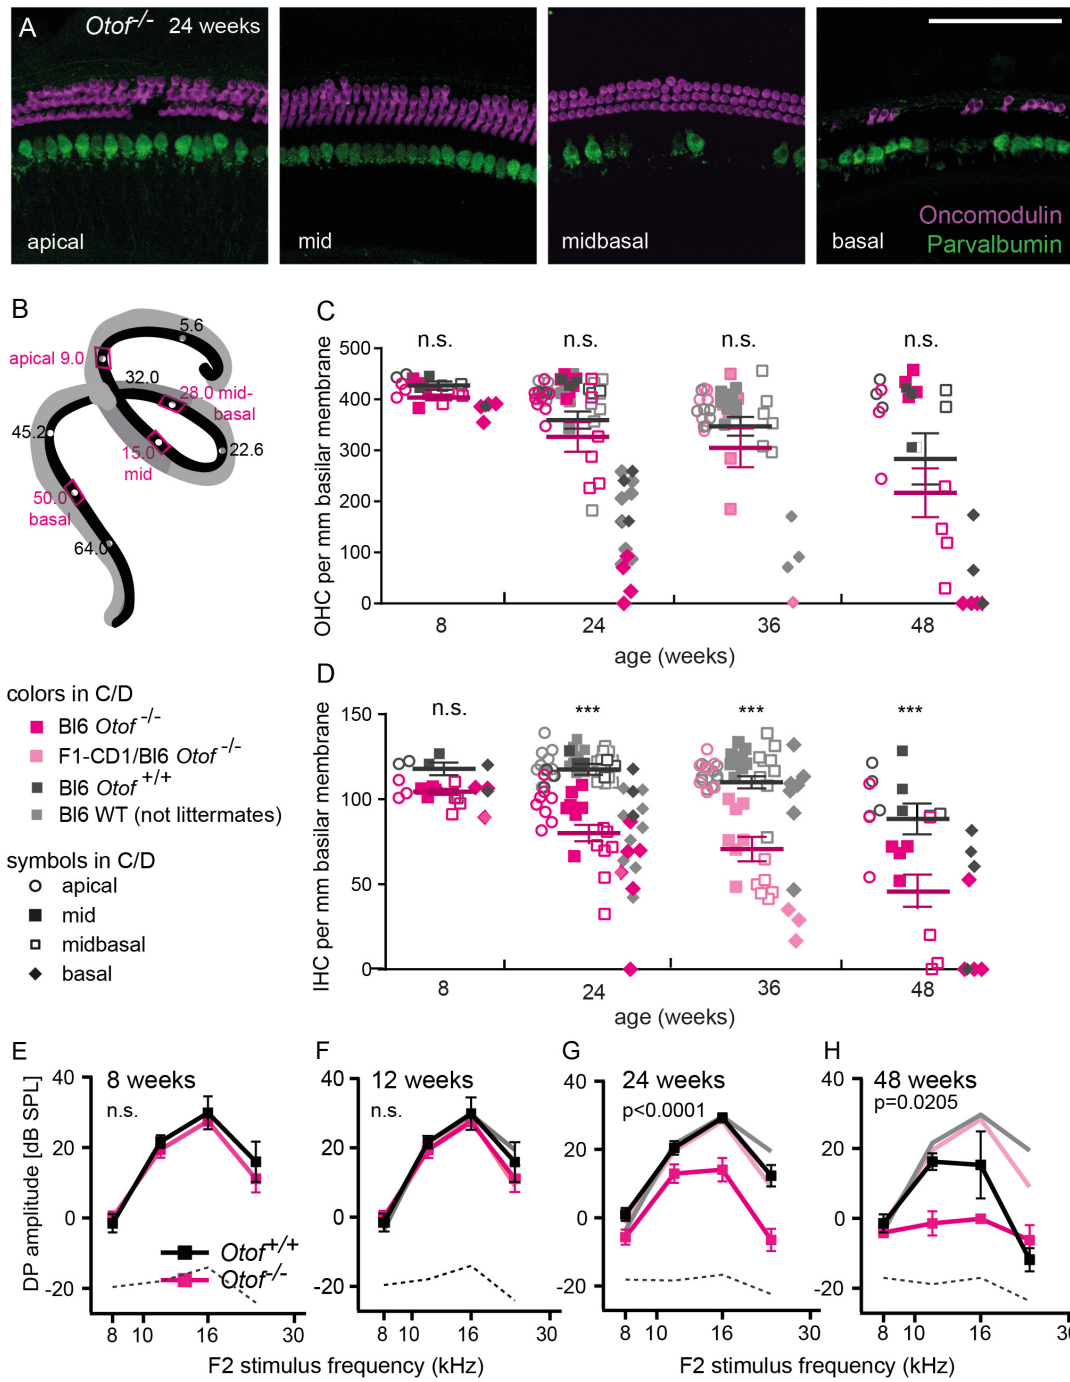 A
Otof-/- 24 weeks
apical
mid
midbasal
basal
Oncomodulin
Parvalbumin
B
5.6
apical 9.0
32.0
28.0 mid-
basal
45.2
15.0
mid
22.6
50.0
basal
64.0
colors in C/D
Bl6 Otof -/-
F1-CD1/Bl6 Otof -/-
Bl6 Otof +/+
Bl6 WT (not littermates)
symbols in C/D
apical
mid
midbasal
basal
C
n.s.
n.s.
n.s.
n.s.
OHC per mm basilar membrane
500
400
300
200
100
0
8
24
36
48
age (weeks)
D
n.s.
***
***
***
IHC per mm basilar membrane
150
100
50
0
8
24
36
48
age (weeks)
E
8 weeks
n.s.
DP amplitude [dB SPL]
40
20
0
-20
Otof+/+
Otof-/-
8
10
16
30
F
12 weeks
n.s.
40
20
0
-20
8
10
16
30
F2 stimulus frequency (kHz)
G
24 weeks
p<0.0001
40
20
0
-20
8
10
16
30
H
48 weeks
p=0.0205
40
20
0
-20
8
10
16
30
F2 stimulus frequency (kHz)